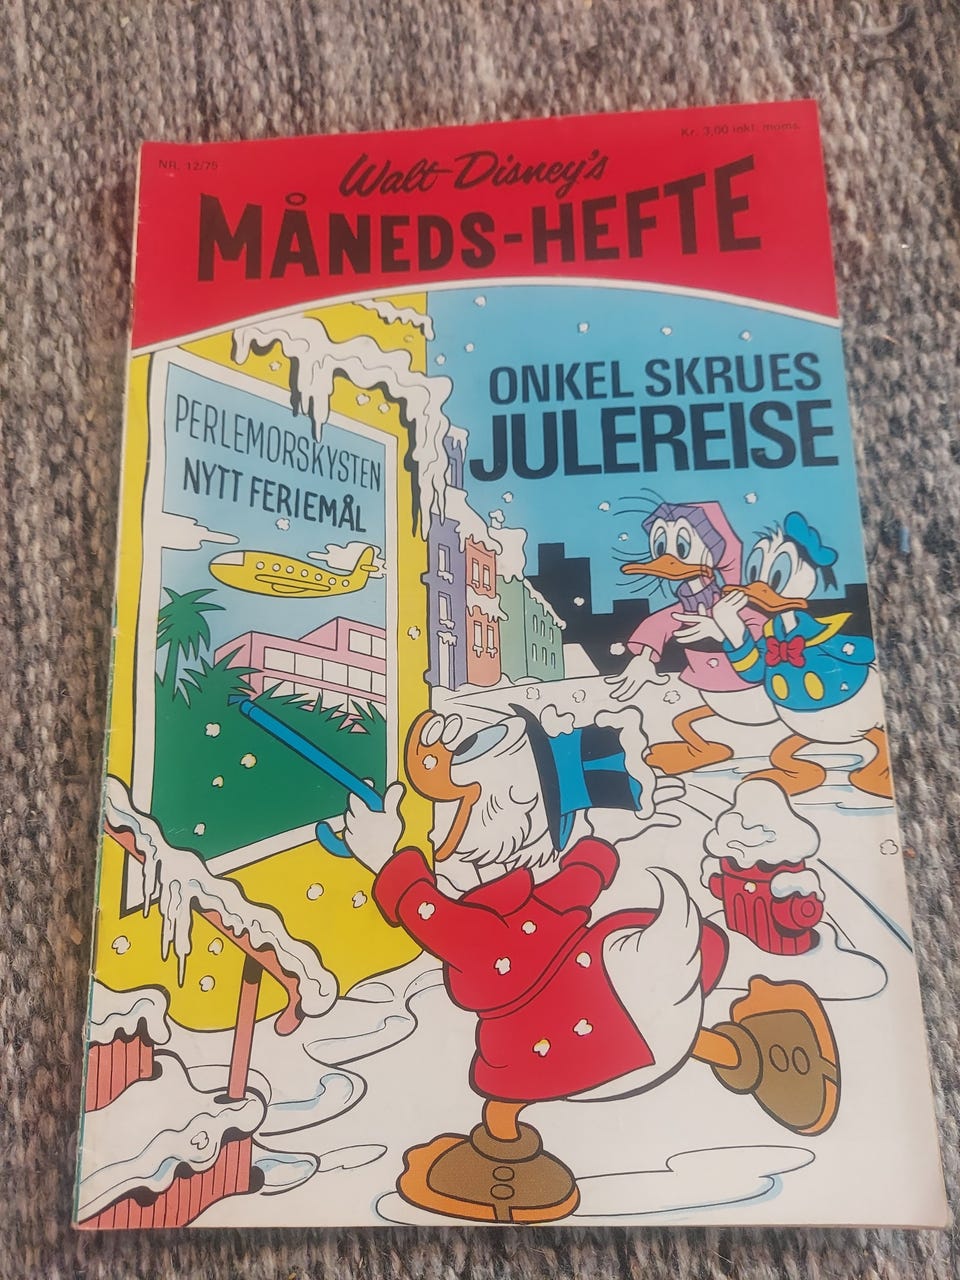 NR. 12/75
Kr. 3,00 inkl. moms.
Walt Disney's
MÅNEDS-HEFTE
ONKEL SKRUES
JULEREISE
PERLEMORSKYSTEN
NYTT FERIEMÅL